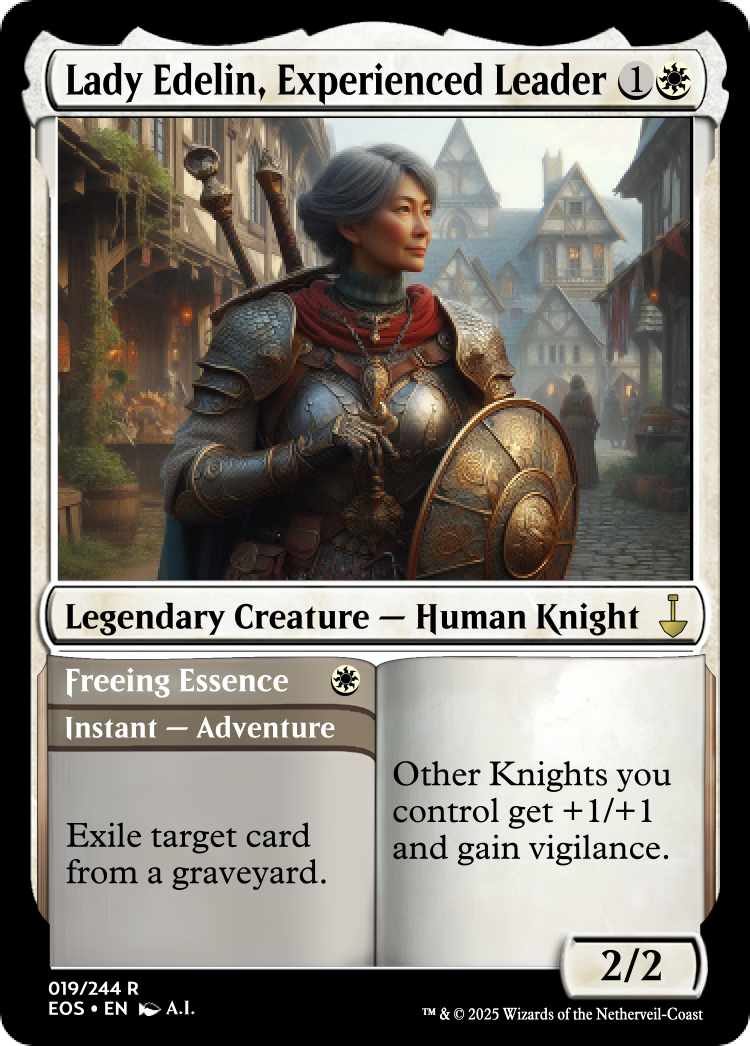 Lady Edelin, Experienced Leader 1
Legendary Creature — Human Knight
Freeing Essence
Instant — Adventure
Exile target card
from a graveyard.
Other Knights you
control get +1/+1
and gain vigilance.
2/2
019/244 R
EOS • EN A.I.
™ & © 2025 Wizards of the Netherveil-Coast